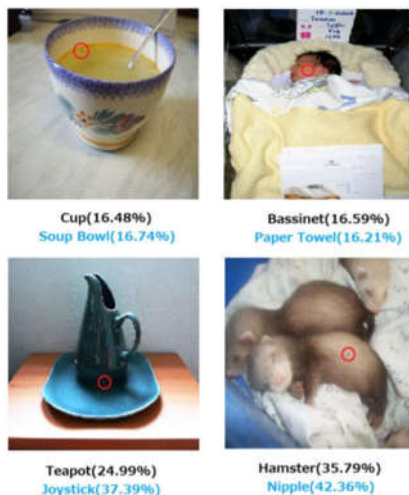 Cup(16.48%)
Soup Bowl(16.74%)
Bassinet(16.59%)
Paper Towel(16.21%)
Teapot(24.99%)
Joystick(37.39%)
Hamster(35.79%)
Nipple(42.36%)